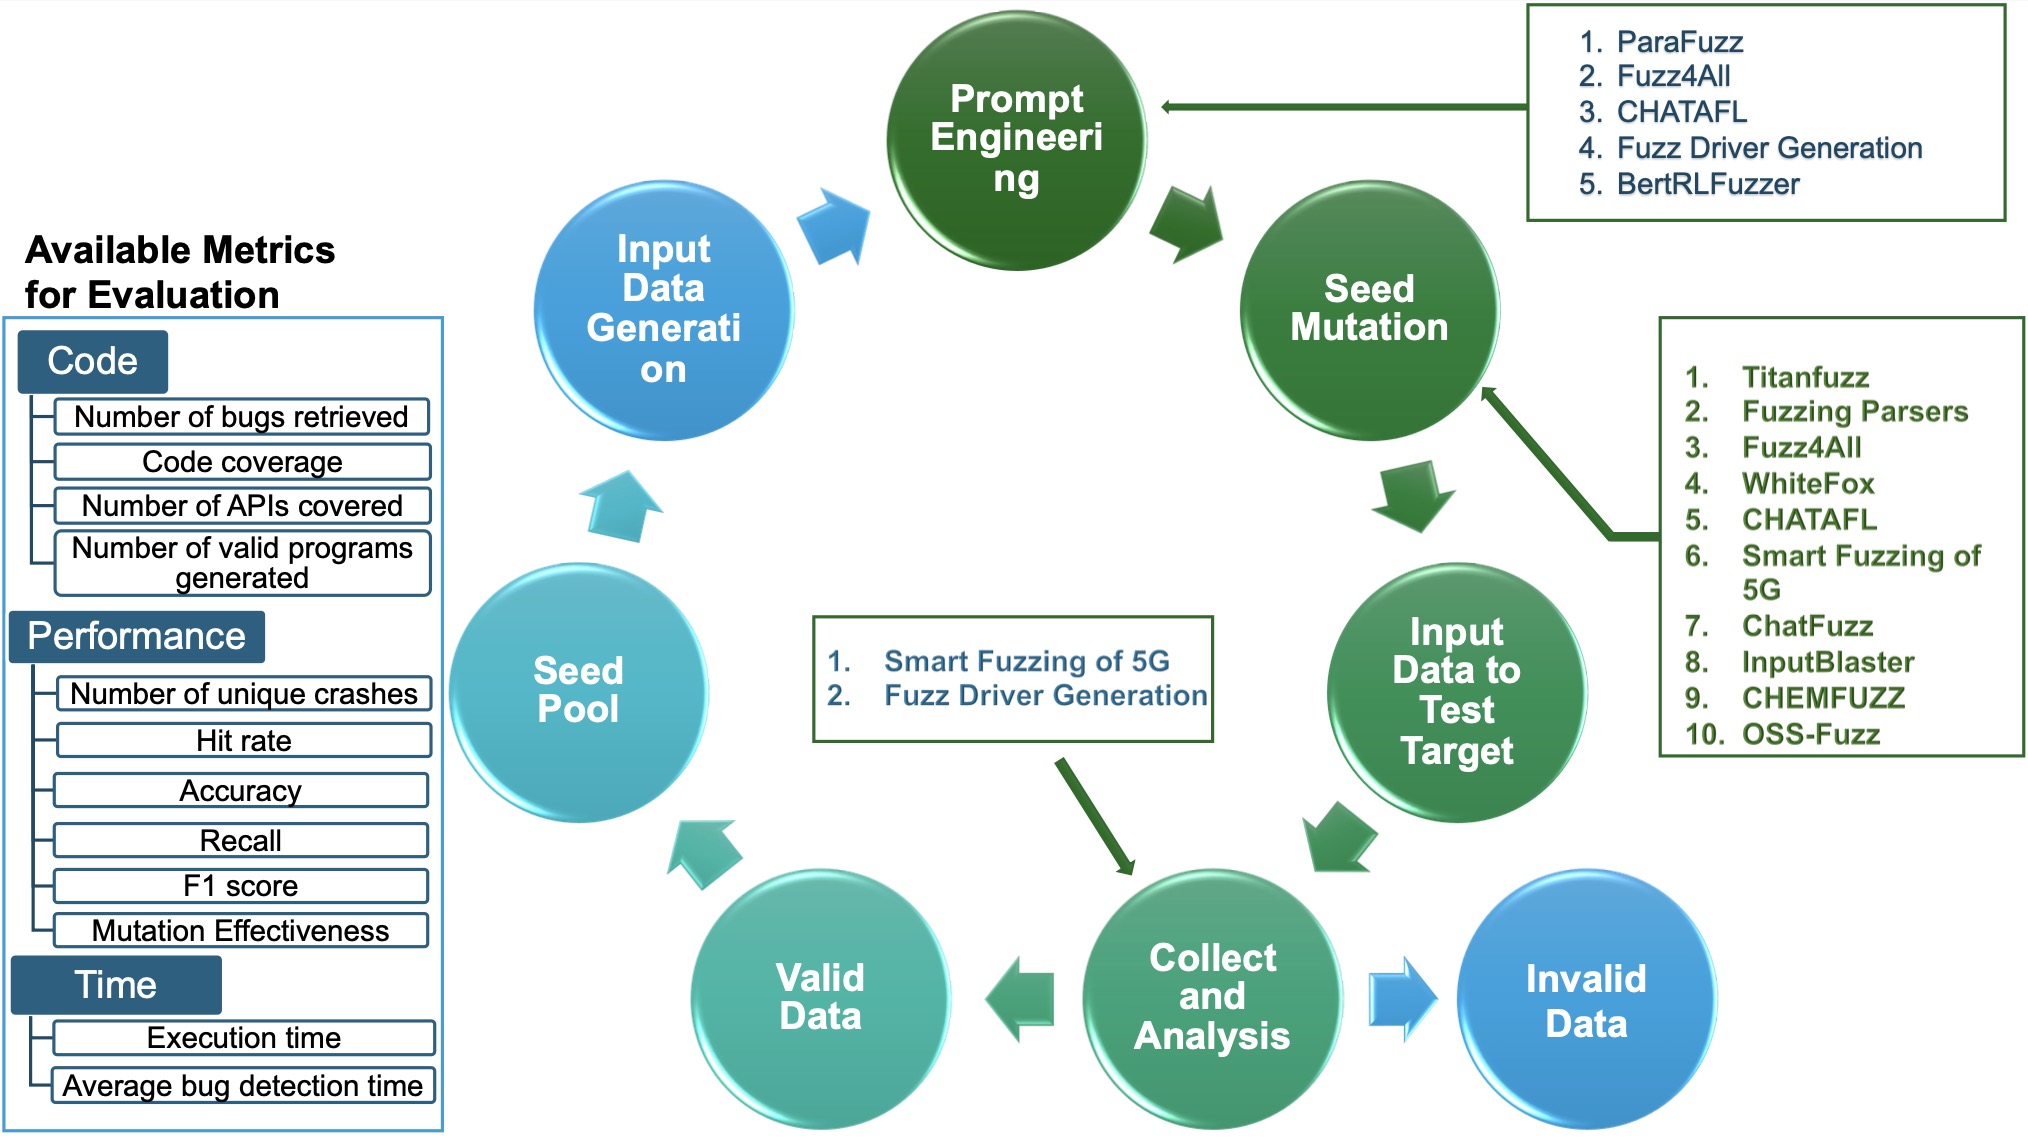 Available Metrics
for Evaluation
Code
Number of bugs retrieved
Code coverage
Number of APIs covered
Number of valid programs
generated
Performance
Number of unique crashes
Hit rate
Accuracy
Recall
F1 score
Mutation Effectiveness
Time
Execution time
Average bug detection time
Prompt
Engineeri
ng
1. ParaFuzz
2. Fuzz4All
3. CHATAFL
4. Fuzz Driver Generation
5. BertRLFuzzer
Seed
Mutation
1. Titanfuzz
2. Fuzzing Parsers
3. Fuzz4All
4. WhiteFox
5. CHATAFL
6. Smart Fuzzing of
5G
7. ChatFuzz
8. InputBlaster
9. CHEMFUZZ
10. OSS-Fuzz
Input
Data to
Test
Target
1. Smart Fuzzing of 5G
2. Fuzz Driver Generation
Collect
and
Analysis
Invalid
Data
Valid
Data
Seed
Pool
Input
Data
Generati
on